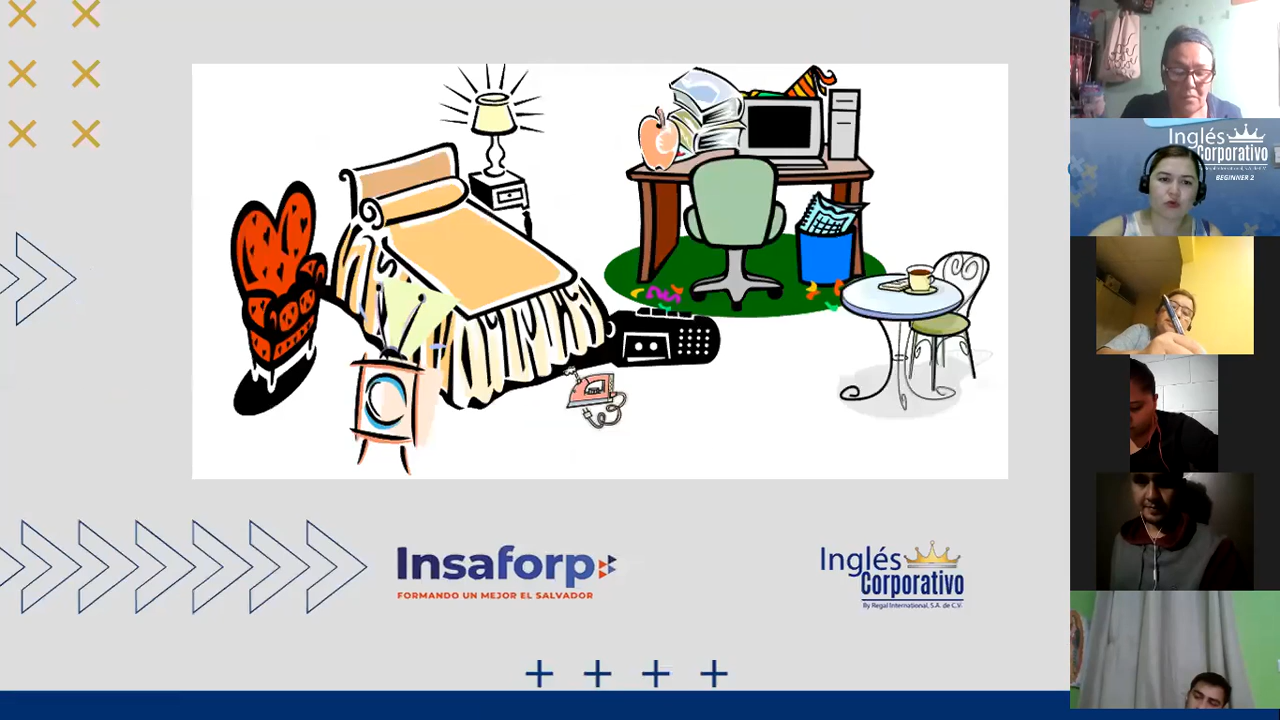 Insaforp
FORMANDO UN MEJOR EL SALVADOR
Inglés
Corporativo
By Regal International, S.A. de C.V.
Inglés
Corporativo
BEGINNER 2